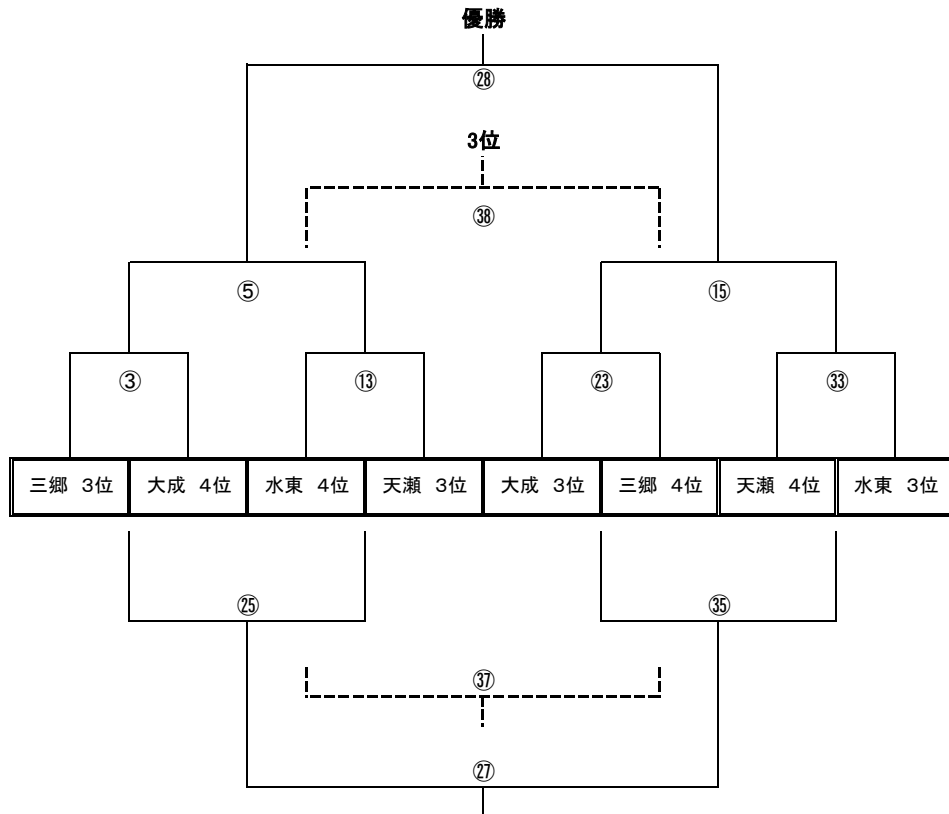 優勝
㉘
3位
㊳
⑤ ⑮
③ ⑬ ㉓ ㉝
三郷 3位 大成 4位 水東 4位 天瀬 3位 大成 3位 三郷 4位 天瀬 4位 水東 3位
㉕ ㉟
㊲
㉗